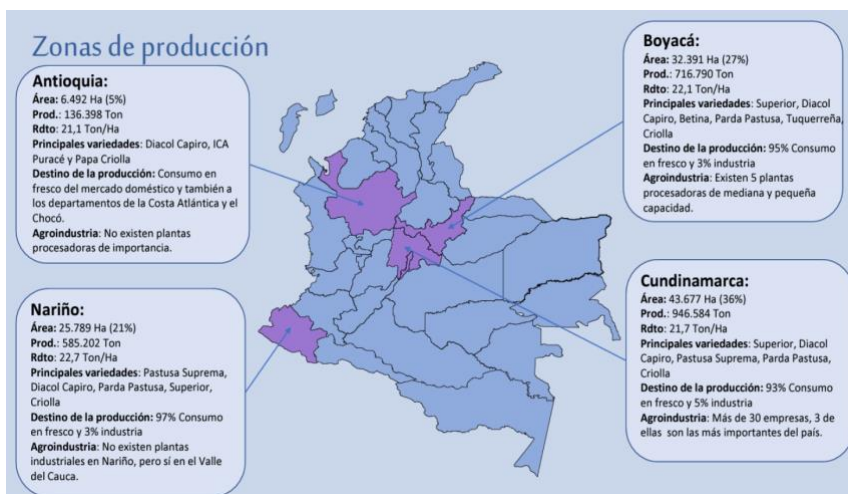 Zonas de producción
Antioquia:
Área: 6.492 Ha (5%)
Prod.: 136.398 Ton
Rdto: 21,1 Ton/Ha
Principales variedades: Diacol Capiro, ICA
Puracé y Papa Criolla
Destino de la producción: Consumo en
fresco del mercado doméstico y también a
los departamentos de la Costa Atlántica y el
Chocó.
Agroindustria: No existen plantas
procesadoras de importancia.
Boyacá:
Área: 32.391 Ha (27%)
Prod.: 716.790 Ton
Rdto: 22,1 Ton/Ha
Principales variedades: Superior, Diacol
Capiro, Betina, Parda Pastusa, Tuquerreña,
Criolla
Destino de la producción: 95% Consumo
en fresco y 3% industria
Agroindustria: Existen 5 plantas
procesadoras de mediana y pequeña
capacidad.
Nariño:
Área: 25.789 Ha (21%)
Prod.: 585.202 Ton
Rdto: 22,7 Ton/Ha
Principales variedades: Pastusa Suprema,
Diacol Capiro, Parda Pastusa, Superior,
Criolla
Destino de la producción: 97% Consumo
en fresco y 3% industria
Agroindustria: No existen plantas
industriales en Nariño, pero sí en el Valle
del Cauca.
Cundinamarca:
Área: 43.677 Ha (36%)
Prod.: 946.584 Ton
Rdto: 21,7 Ton/Ha
Principales variedades: Superior, Diacol
Capiro, Pastusa Suprema, Parda Pastusa,
Criolla
Destino de la producción: 93% Consumo
en fresco y 5% industria
Agroindustria: Más de 30 empresas, 3 de
ellas son las más importantes del país.